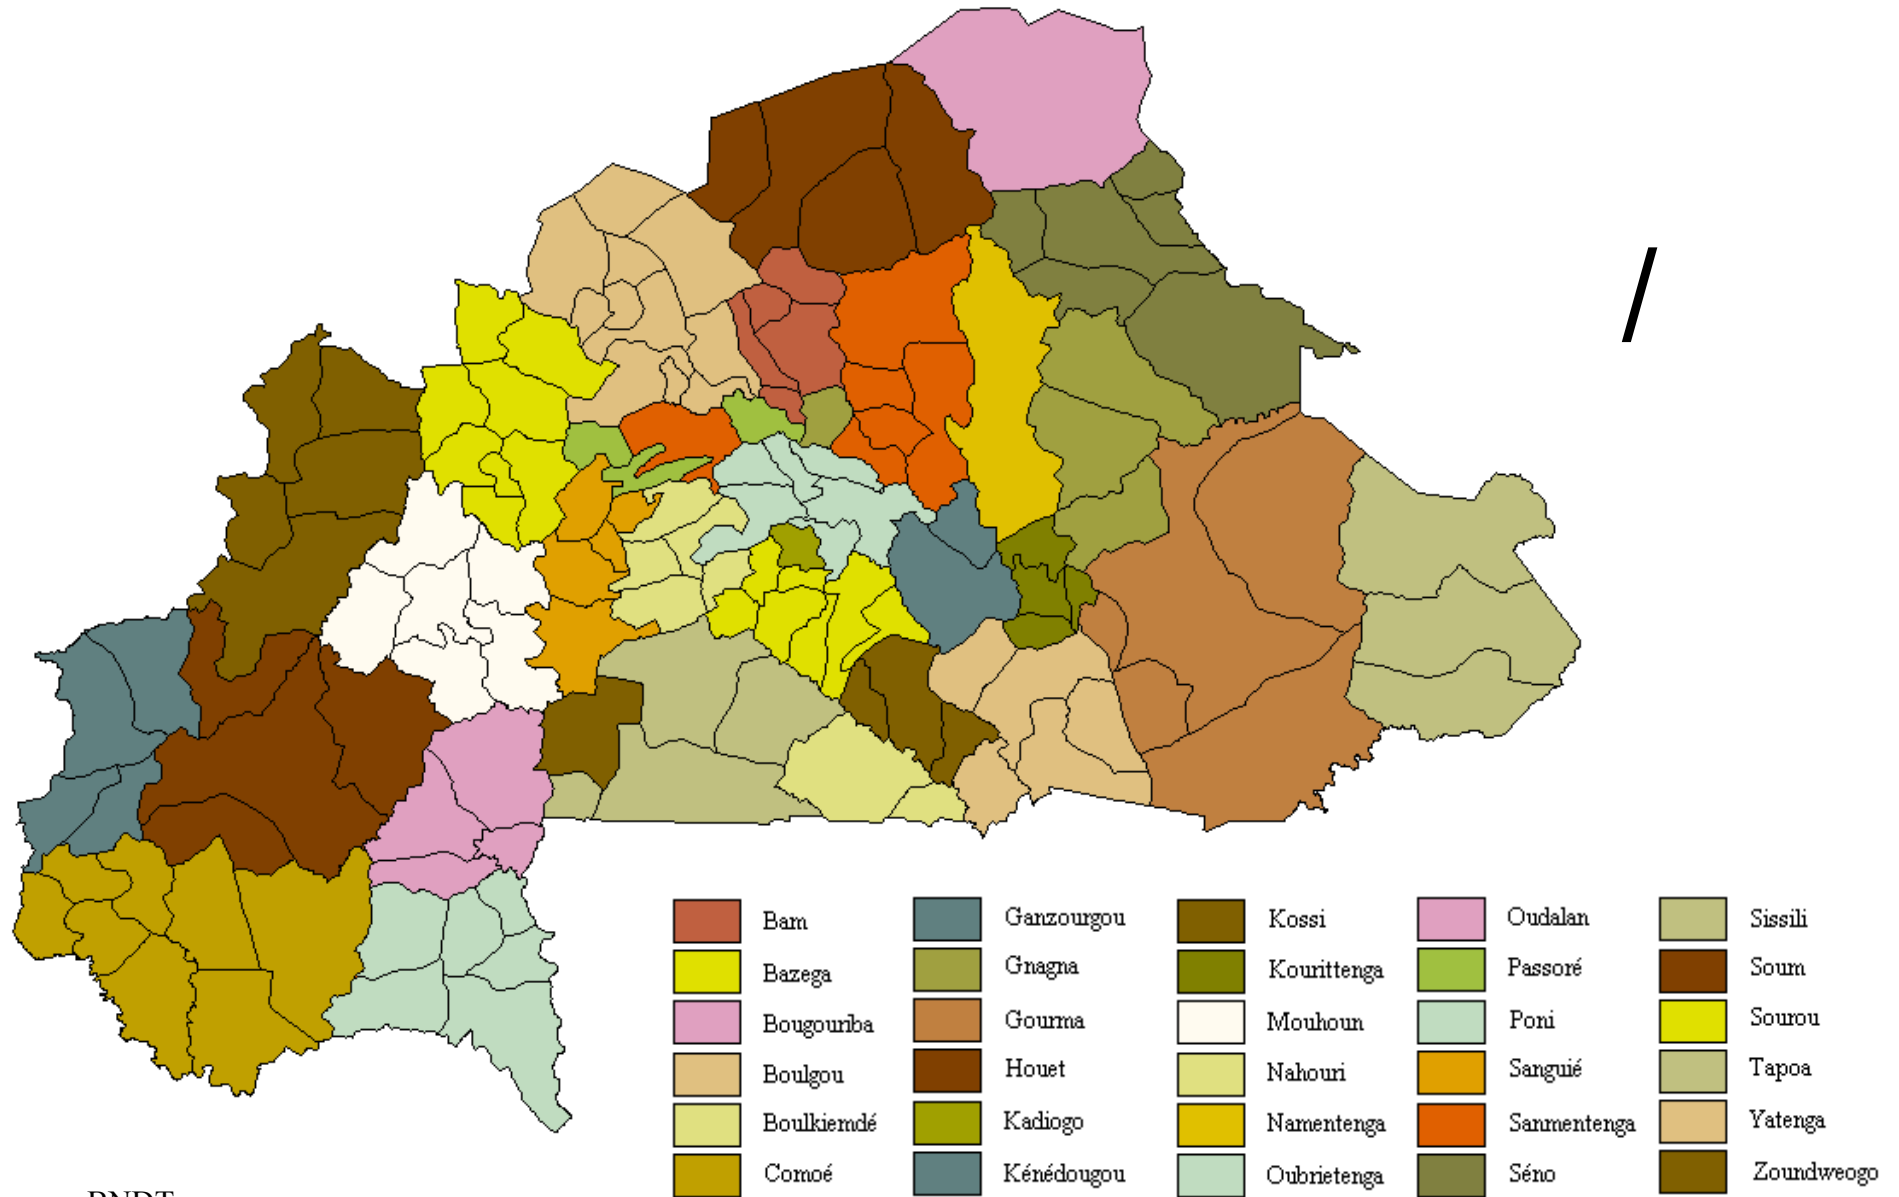 /
Bam
Bazega
Bougouriba
Boulgou
Boulkiemdé
Comoé
Ganzourgou
Gnagna
Gourma
Houet
Kadiogo
Kénédougou
Kossi
Kourittenga
Mouhoun
Nahouri
Namentenga
Oubrietenga
Oudalan
Passoré
Poni
Sanguié
Sanmentenga
Séno
Sissili
Soum
Sourou
Tapoa
Yatenga
Zoundweogo